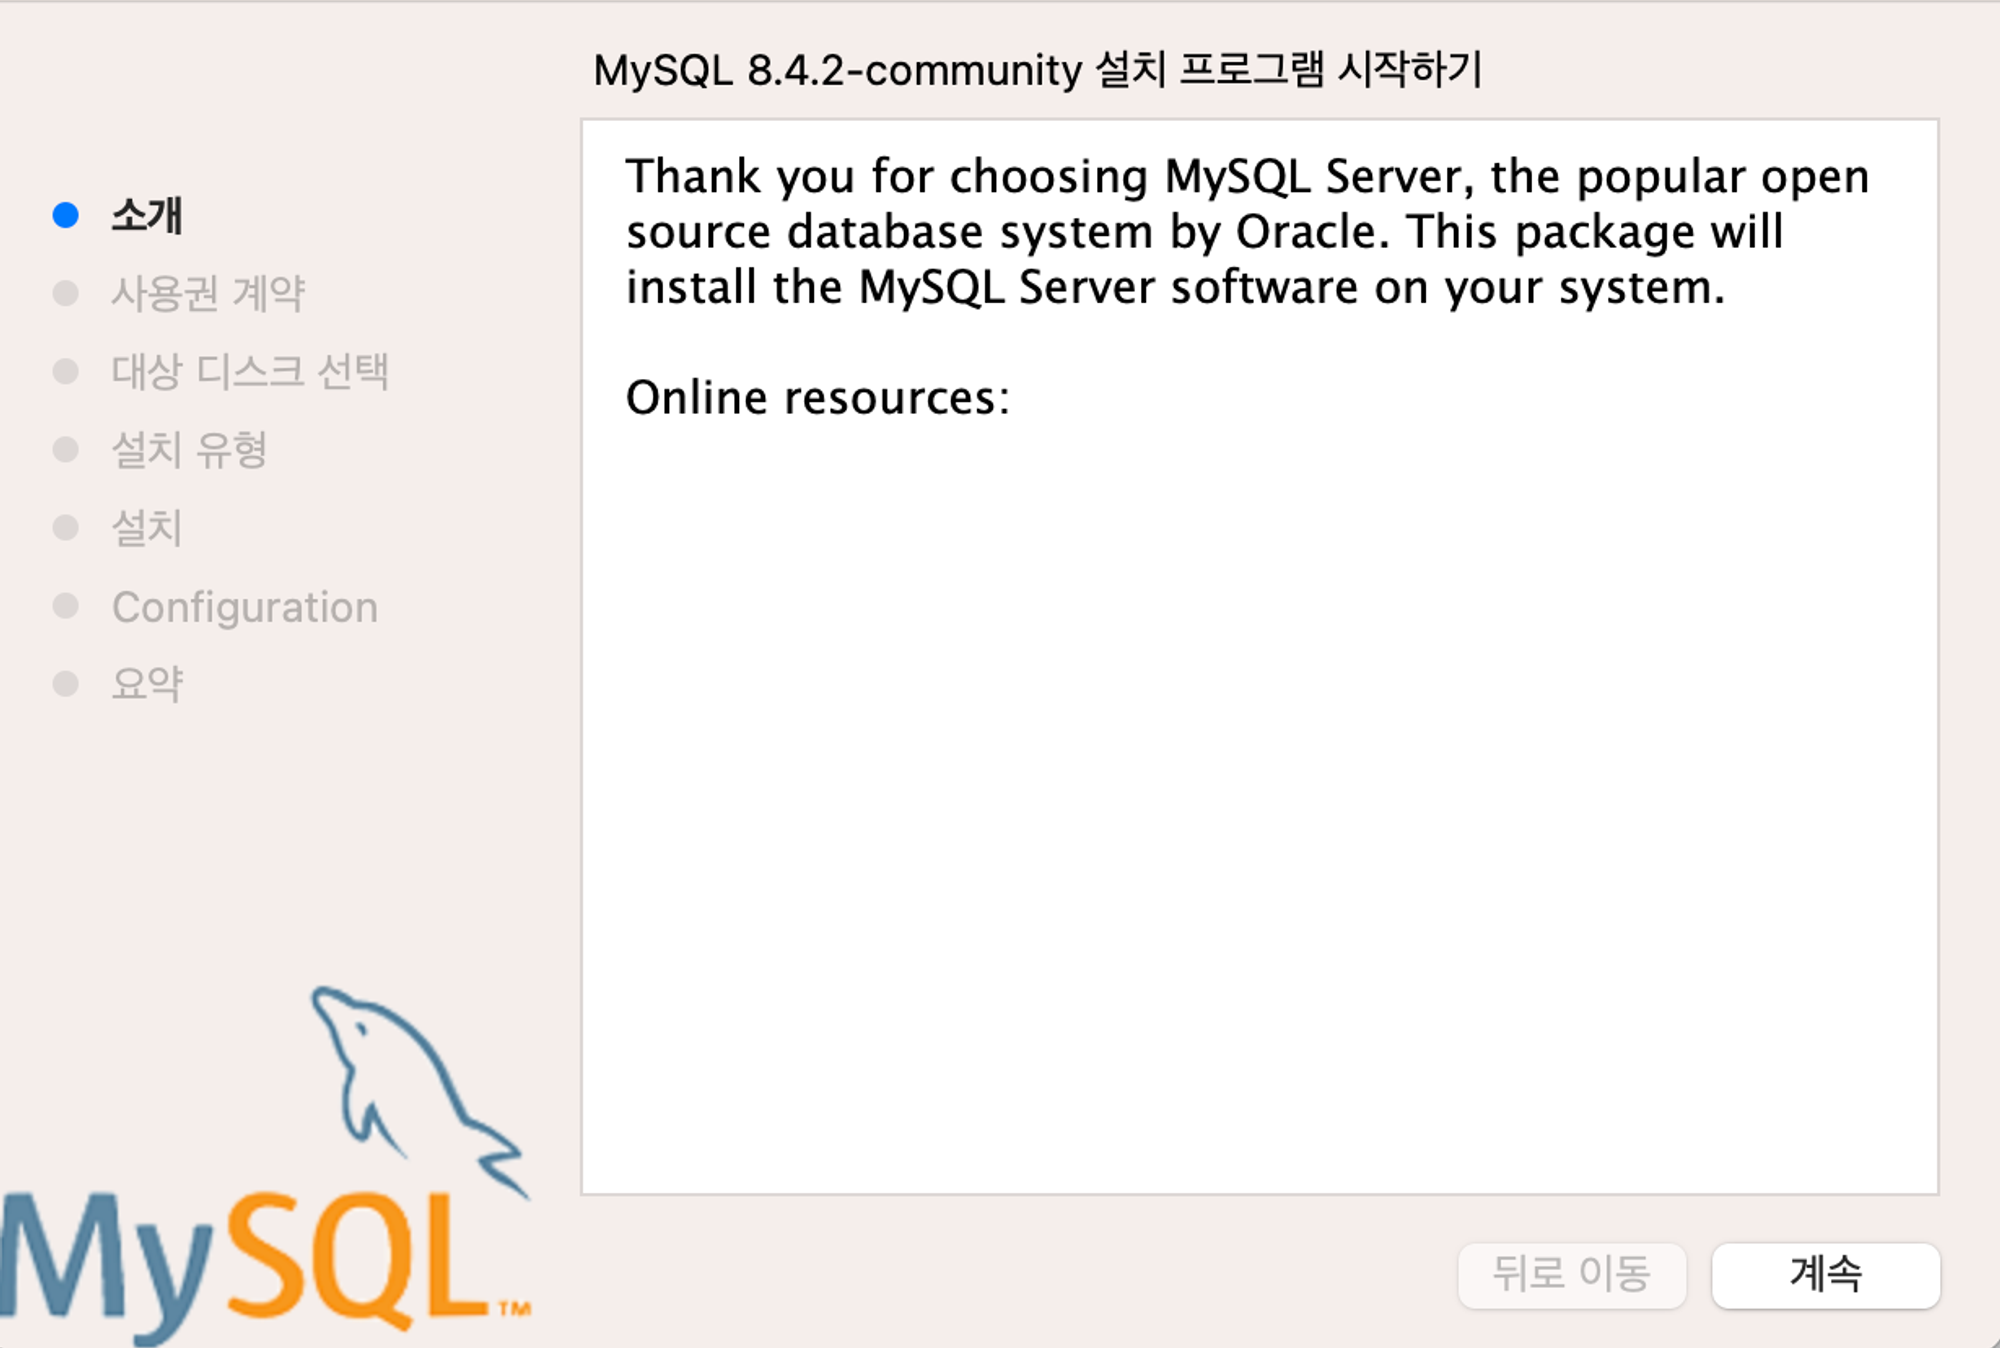 MySQL 8.4.2-community 설치 프로그램 시작하기
소개
사용권 계약
대상 디스크 선택
설치 유형
설치
Configuration
요약
Thank you for choosing MySQL Server, the popular open
source database system by Oracle. This package will
install the MySQL Server software on your system.
Online resources:
MySQL™
뒤로 이동
계속